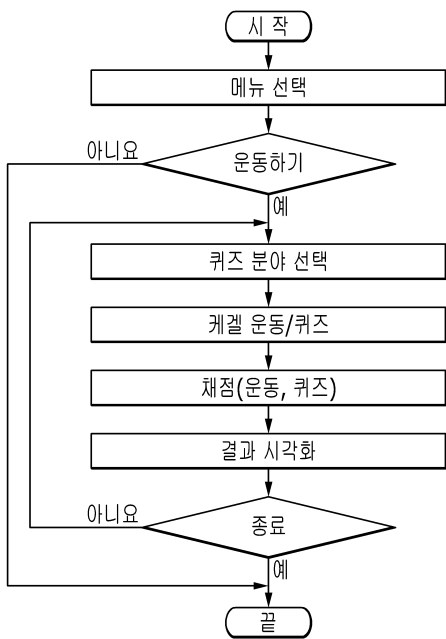 시 작
메뉴 선택
아니요
운동하기
예
퀴즈 분야 선택
케겔 운동/퀴즈
채점(운동, 퀴즈)
결과 시각화
아니요
종료
예
끝